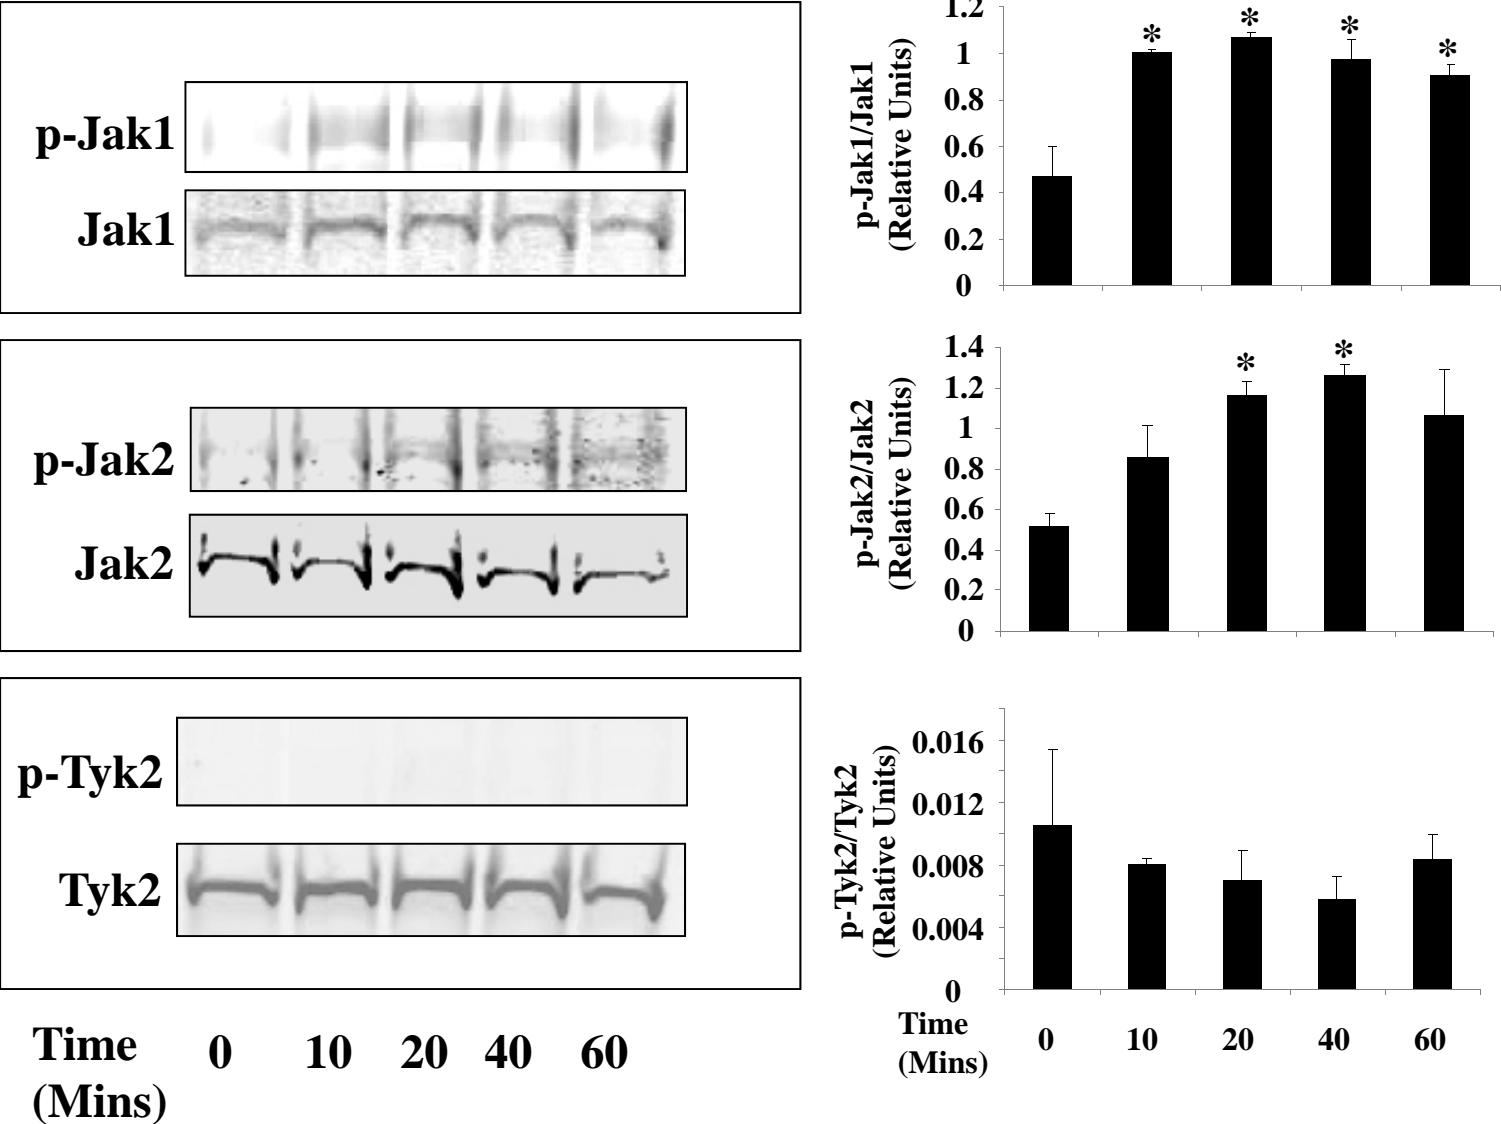 p-Jak1
Jak1
p-Jak1/Jak1
(Relative Units)
1.2
1
0.8
0.6
0.4
0.2
0
*
*
*
*
p-Jak2
Jak2
p-Jak2/Jak2
(Relative Units)
1.4
1.2
1
0.8
0.6
0.4
0.2
0
*
*
p-Tyk2
Tyk2
p-Tyk2/Tyk2
(Relative Units)
0.016
0.012
0.008
0.004
0
Time
(Mins)
0 10 20 40 60
Time
(Mins)
0 10 20 40 60